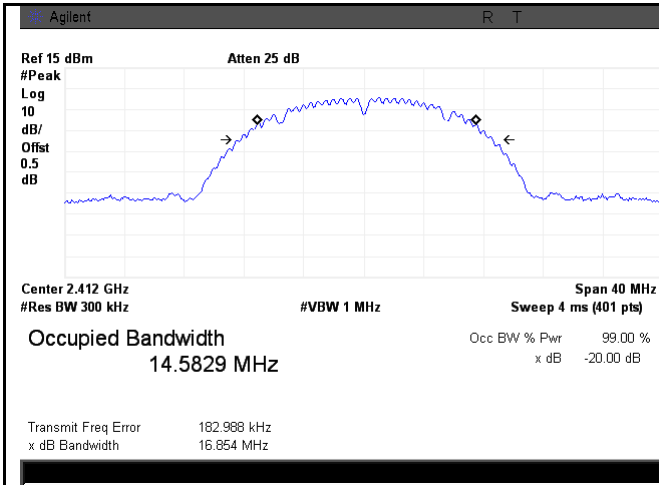 Agilent R T
Ref 15 dBm Atten 25 dB
#Peak
Log
10
dB/
Offst
0.5
dB
Center 2.412 GHz Span 40 MHz
#Res BW 300 kHz #VBW 1 MHz Sweep 4 ms (401 pts)
Occupied Bandwidth Occ BW % Pwr 99.00 %
14.5829 MHz x dB -20.00 dB
Transmit Freq Error 182.988 kHz
x dB Bandwidth 16.854 MHz